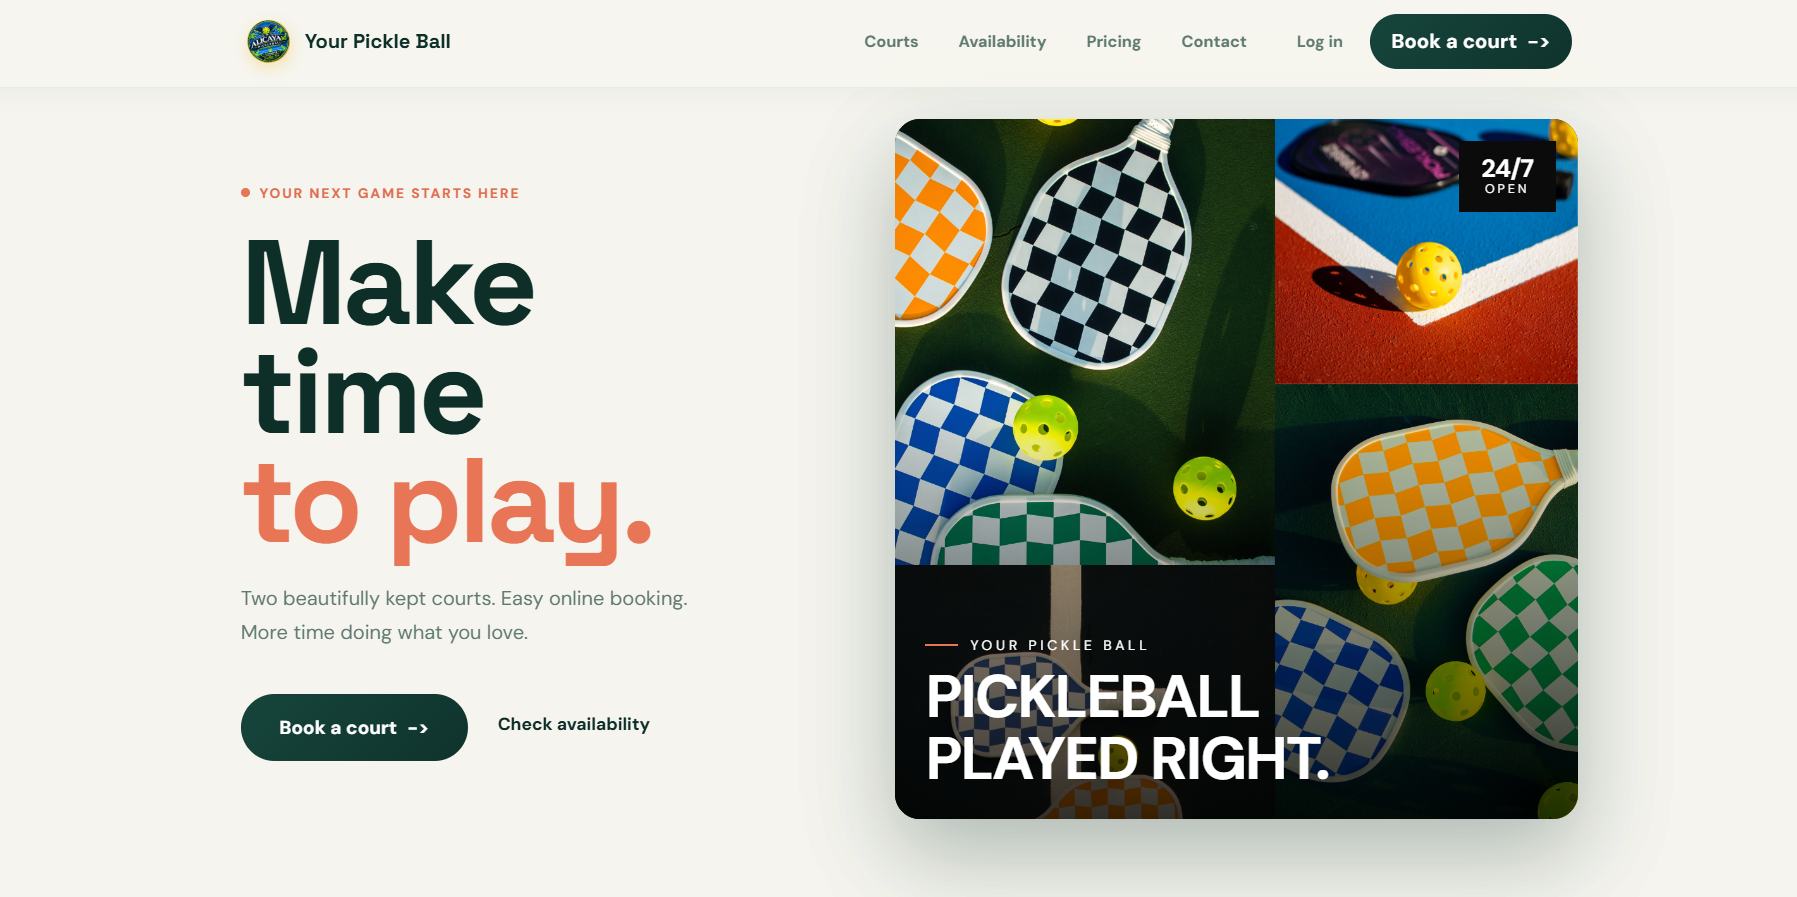 ALICAYA
Your Pickle Ball
Courts
Availability
Pricing
Contact
Log in
Book a court ->
YOUR NEXT GAME STARTS HERE
Make
time
to play.
Two beautifully kept courts. Easy online booking.
More time doing what you love.
Book a court ->
Check availability
24/7
OPEN
YOUR PICKLE BALL
PICKLEBALL
PLAYED RIGHT.